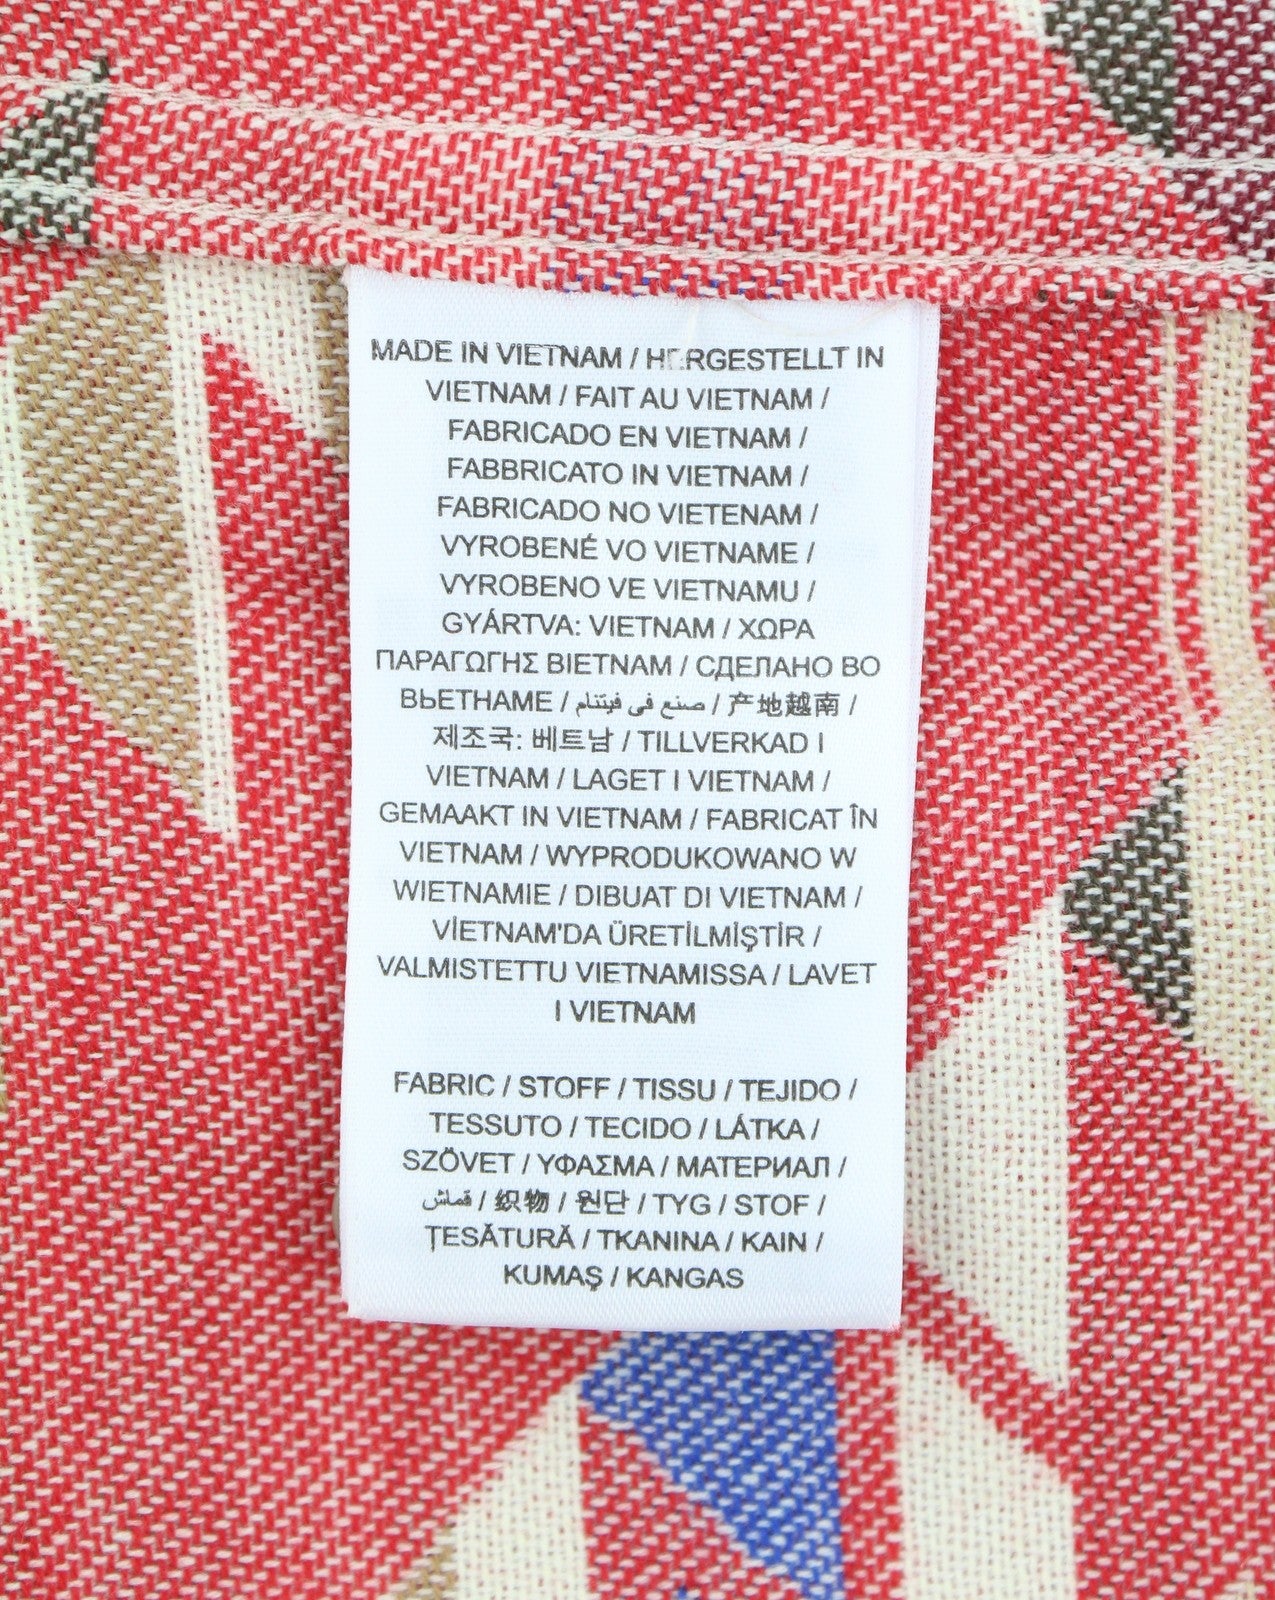 MADE IN VIETNAM / HERGESTELLT IN
VIETNAM / FAIT AU VIETNAM /
FABRICADO EN VIETNAM /
FABBRICATO IN VIETNAM /
FABRICADO NO VIETENAM /
VYROBENÉ VO VIETNAME /
VYROBENO VE VIETNAMU /
GYÁRTVA: VIETNAM / ΧΩΡΑ
ΠΑΡΑΓΩΓΗΣ ΒΙΕΤΝΑΜ / СДЕЛАНО ВО
ВЬЕТНАМЕ / صنع في فيتنام / 产地越南 /
제조국: 베트남 / TILLVERKAD I
VIETNAM / LAGET I VIETNAM /
GEMAAKT IN VIETNAM / FABRICAT ÎN
VIETNAM / WYPRODUKOWANO W
WIETNAMIE / DIBUAT DI VIETNAM /
VİETNAM'DA ÜRETİLMİŞTİR /
VALMISTETTU VIETNAMISSA / LAVET
I VIETNAM
FABRIC / STOFF / TISSU / TEJIDO /
TESSUTO / TECIDO / LÁTKA /
SZÖVET / ΥΦΑΣΜΑ / МАТЕРИАЛ /
قماش / 织物 / 원단 / TYG / STOF /
ȚESĂTURĂ / TKANINA / KAIN /
KUMAŞ / KANGAS